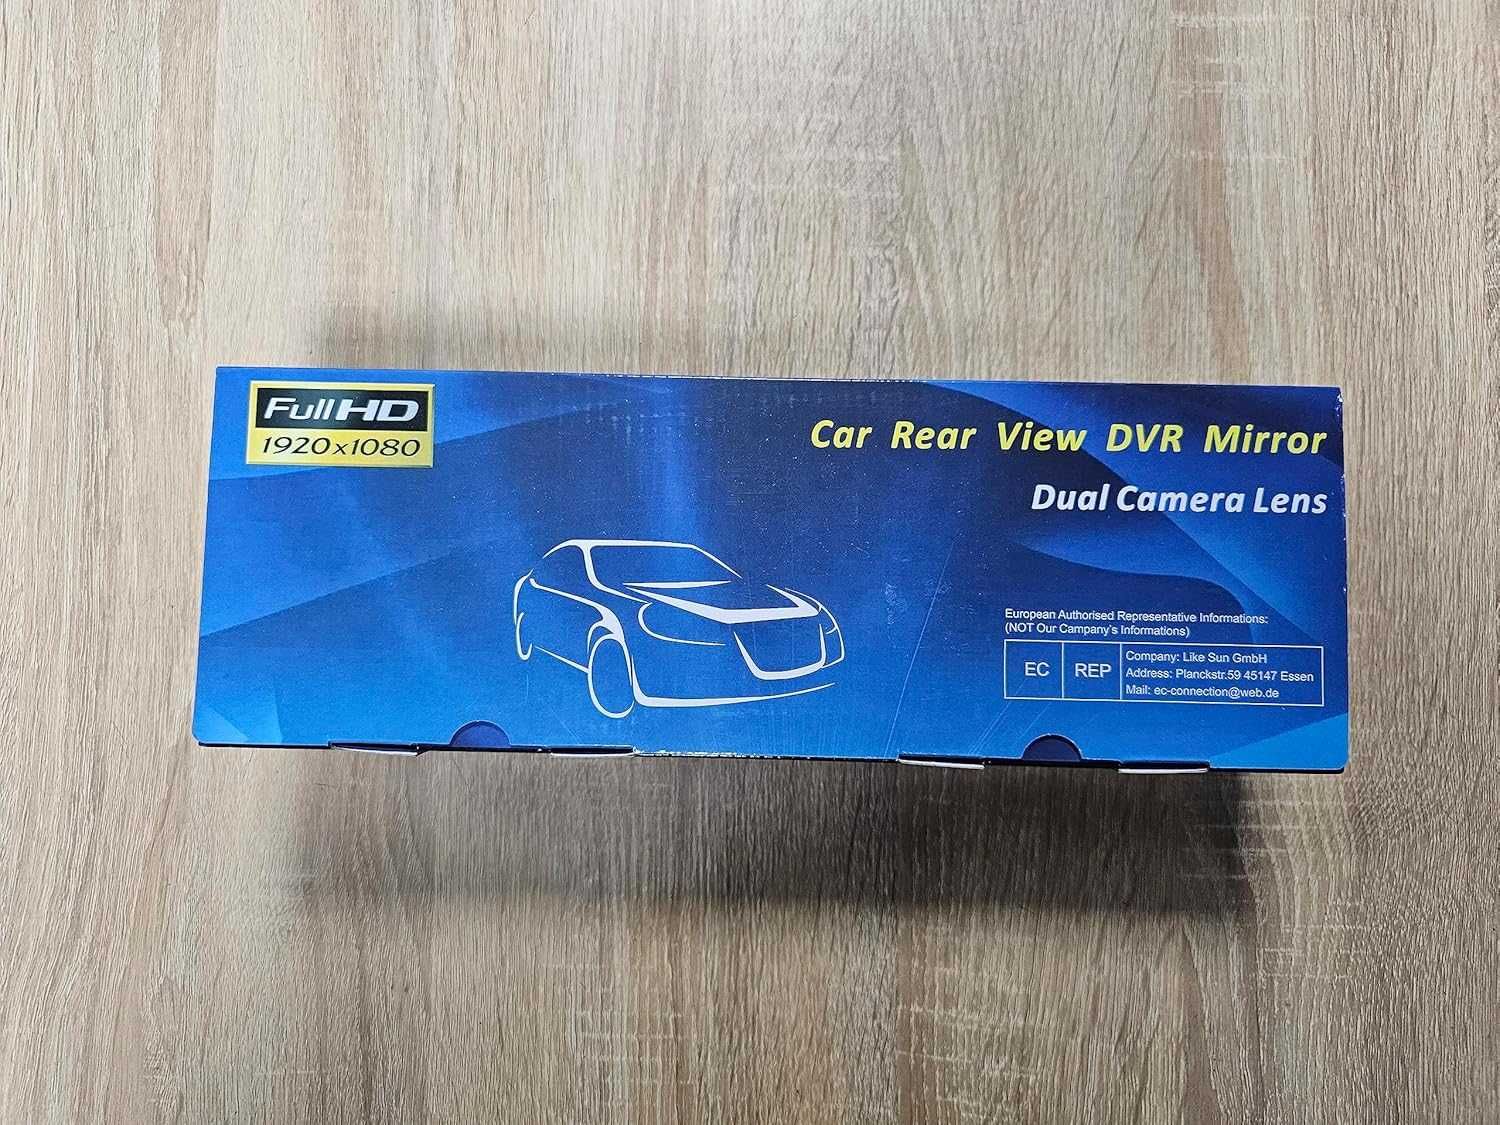 Full HD
1920x1080
Car Rear View DVR Mirror
Dual Camera Lens
European Authorised Representative Informations:
(NOT Our Campany's Informations)
EC REP
Company: Like Sun GmbH
Address: Planckstr.59 45147 Essen
Mail: ec-connection@web.de